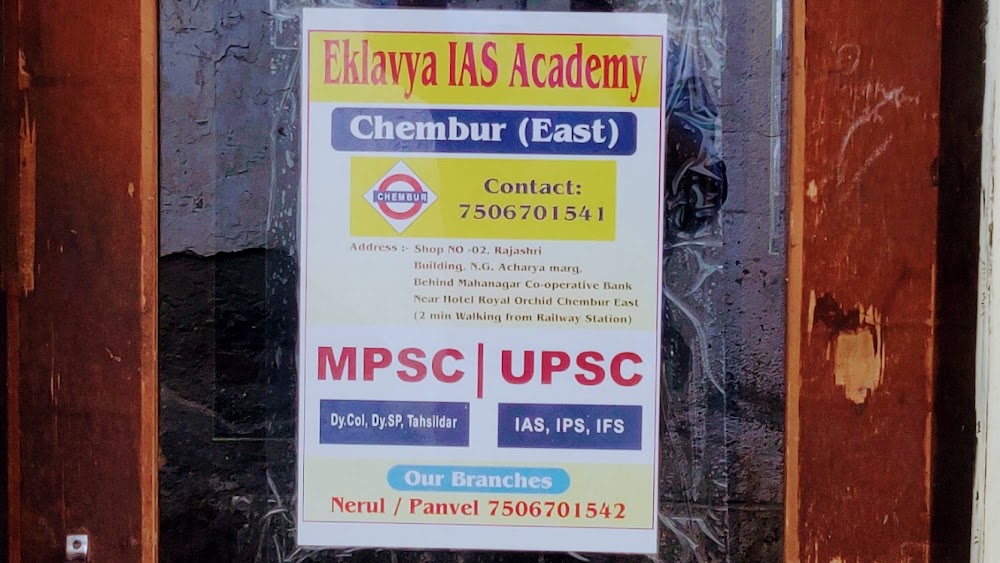 Eklavya IAS Academy
Chembur (East)
CHEMBUR
Contact:
7506701541
Address :- Shop NO -02, Rajashri
Building, N.G. Acharya marg,
Behind Mahanagar Co-operative Bank
Near Hotel Royal Orchid Chembur East
(2 min Walking from Railway Station)
MPSC | UPSC
Dy.Col, Dy.SP, Tahsildar
IAS, IPS, IFS
Our Branches
Nerul / Panvel 7506701542